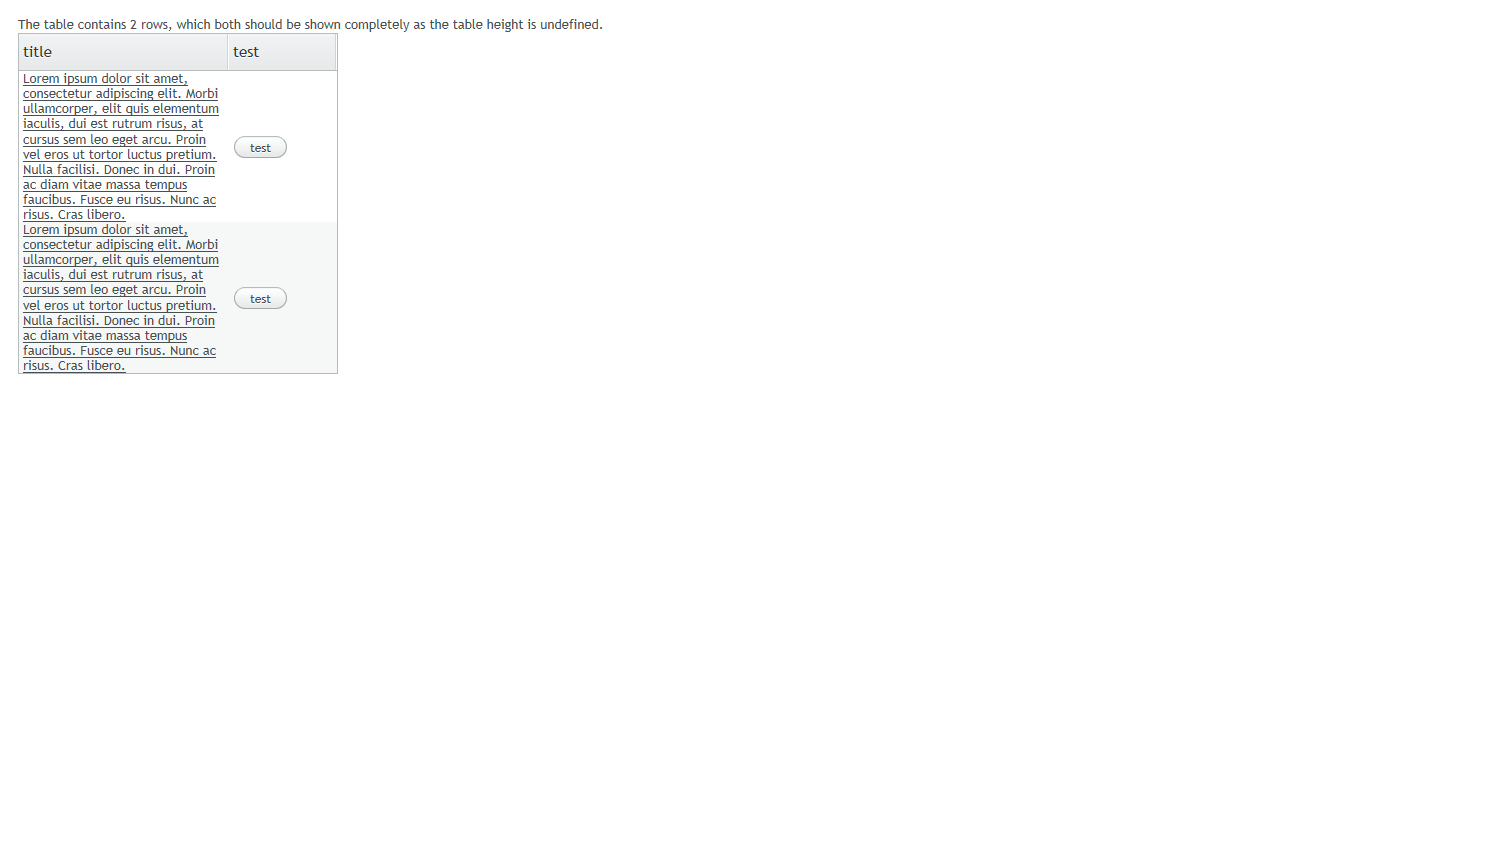 The table contains 2 rows, which both should be shown completely as the table height is undefined.
title test
Lorem ipsum dolor sit amet,
consectetur adipiscing elit. Morbi
ullamcorper, elit quis elementum
iaculis, dui est rutrum risus, at
cursus sem leo eget arcu. Proin
vel eros ut tortor luctus pretium.
Nulla facilisi. Donec in dui. Proin
ac diam vitae massa tempus
faucibus. Fusce eu risus. Nunc ac
risus. Cras libero.
test
Lorem ipsum dolor sit amet,
consectetur adipiscing elit. Morbi
ullamcorper, elit quis elementum
iaculis, dui est rutrum risus, at
cursus sem leo eget arcu. Proin
vel eros ut tortor luctus pretium.
Nulla facilisi. Donec in dui. Proin
ac diam vitae massa tempus
faucibus. Fusce eu risus. Nunc ac
risus. Cras libero.
test